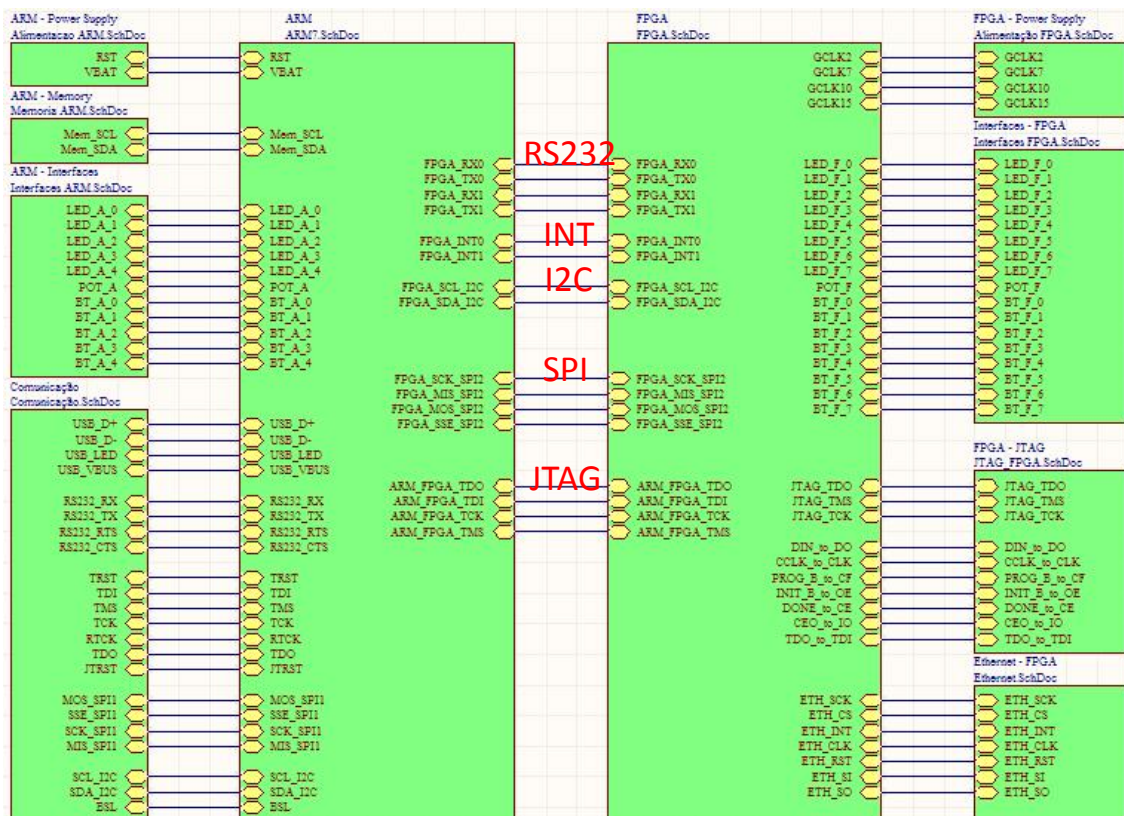 ARM - Power Supply
Alimentacao ARM.SchDoc
RST
VBAT
ARM - Memory
Memoria ARM.SchDoc
Mem_SCL
Mem_SDA
ARM - Interfaces
Interfaces ARM.SchDoc
LED_A_0
LED_A_1
LED_A_2
LED_A_3
LED_A_4
POT_A
BT_A_0
BT_A_1
BT_A_2
BT_A_3
BT_A_4
Comunicação
Comunicação.SchDoc
USB_D+
USB_D-
USB_LED
USB_VBUS
RS232_RX
RS232_TX
RS232_RTS
RS232_CTS
TRST
TDI
TMS
TCK
RTCK
TDO
JTRST
MOS_SPI1
SSE_SPI1
SCK_SPI1
MIS_SPI1
SCL_I2C
SDA_I2C
BSL
ARM
ARM7.SchDoc
RST
VBAT
Mem_SCL
Mem_SDA
LED_A_0
LED_A_1
LED_A_2
LED_A_3
LED_A_4
POT_A
BT_A_0
BT_A_1
BT_A_2
BT_A_3
BT_A_4
USB_D+
USB_D-
USB_LED
USB_VBUS
RS232_RX
RS232_TX
RS232_RTS
RS232_CTS
TRST
TDI
TMS
TCK
RTCK
TDO
JTRST
MOS_SPI1
SSE_SPI1
SCK_SPI1
MIS_SPI1
SCL_I2C
SDA_I2C
BSL
FPGA_RX0
FPGA_TX0
FPGA_RX1
FPGA_TX1
FPGA_INT0
FPGA_INT1
FPGA_SCL_I2C
FPGA_SDA_I2C
FPGA_SCK_SPI2
FPGA_MIS_SPI2
FPGA_MOS_SPI2
FPGA_SSE_SPI2
ARM_FPGA_TDO
ARM_FPGA_TDI
ARM_FPGA_TCK
ARM_FPGA_TMS
RS232
INT
I2C
SPI
JTAG
FPGA
FPGA.SchDoc
FPGA_RX0
FPGA_TX0
FPGA_RX1
FPGA_TX1
FPGA_INT0
FPGA_INT1
FPGA_SCL_I2C
FPGA_SDA_I2C
FPGA_SCK_SPI2
FPGA_MIS_SPI2
FPGA_MOS_SPI2
FPGA_SSE_SPI2
ARM_FPGA_TDO
ARM_FPGA_TDI
ARM_FPGA_TCK
ARM_FPGA_TMS
GCLK2
GCLK7
GCLK10
GCLK15
LED_F_0
LED_F_1
LED_F_2
LED_F_3
LED_F_4
LED_F_5
LED_F_6
LED_F_7
POT_F
BT_F_0
BT_F_1
BT_F_2
BT_F_3
BT_F_4
BT_F_5
BT_F_6
BT_F_7
JTAG_TDO
JTAG_TMS
JTAG_TCK
DIN_to_DO
CCLK_to_CLK
PROG_B_to_CF
INIT_B_to_OE
DONE_to_CE
CEO_to_IO
TDO_to_TDI
ETH_SCK
ETH_CS
ETH_INT
ETH_CLK
ETH_RST
ETH_SI
ETH_SO
FPGA - Power Supply
Alimentação FPGA.SchDoc
GCLK2
GCLK7
GCLK10
GCLK15
Interfaces - FPGA
Interfaces FPGA.SchDoc
LED_F_0
LED_F_1
LED_F_2
LED_F_3
LED_F_4
LED_F_5
LED_F_6
LED_F_7
POT_F
BT_F_0
BT_F_1
BT_F_2
BT_F_3
BT_F_4
BT_F_5
BT_F_6
BT_F_7
FPGA - JTAG
JTAG_FPGA.SchDoc
JTAG_TDO
JTAG_TMS
JTAG_TCK
DIN_to_DO
CCLK_to_CLK
PROG_B_to_CF
INIT_B_to_OE
DONE_to_CE
CEO_to_IO
TDO_to_TDI
Ethernet - FPGA
Ethernet.SchDoc
ETH_SCK
ETH_CS
ETH_INT
ETH_CLK
ETH_RST
ETH_SI
ETH_SO